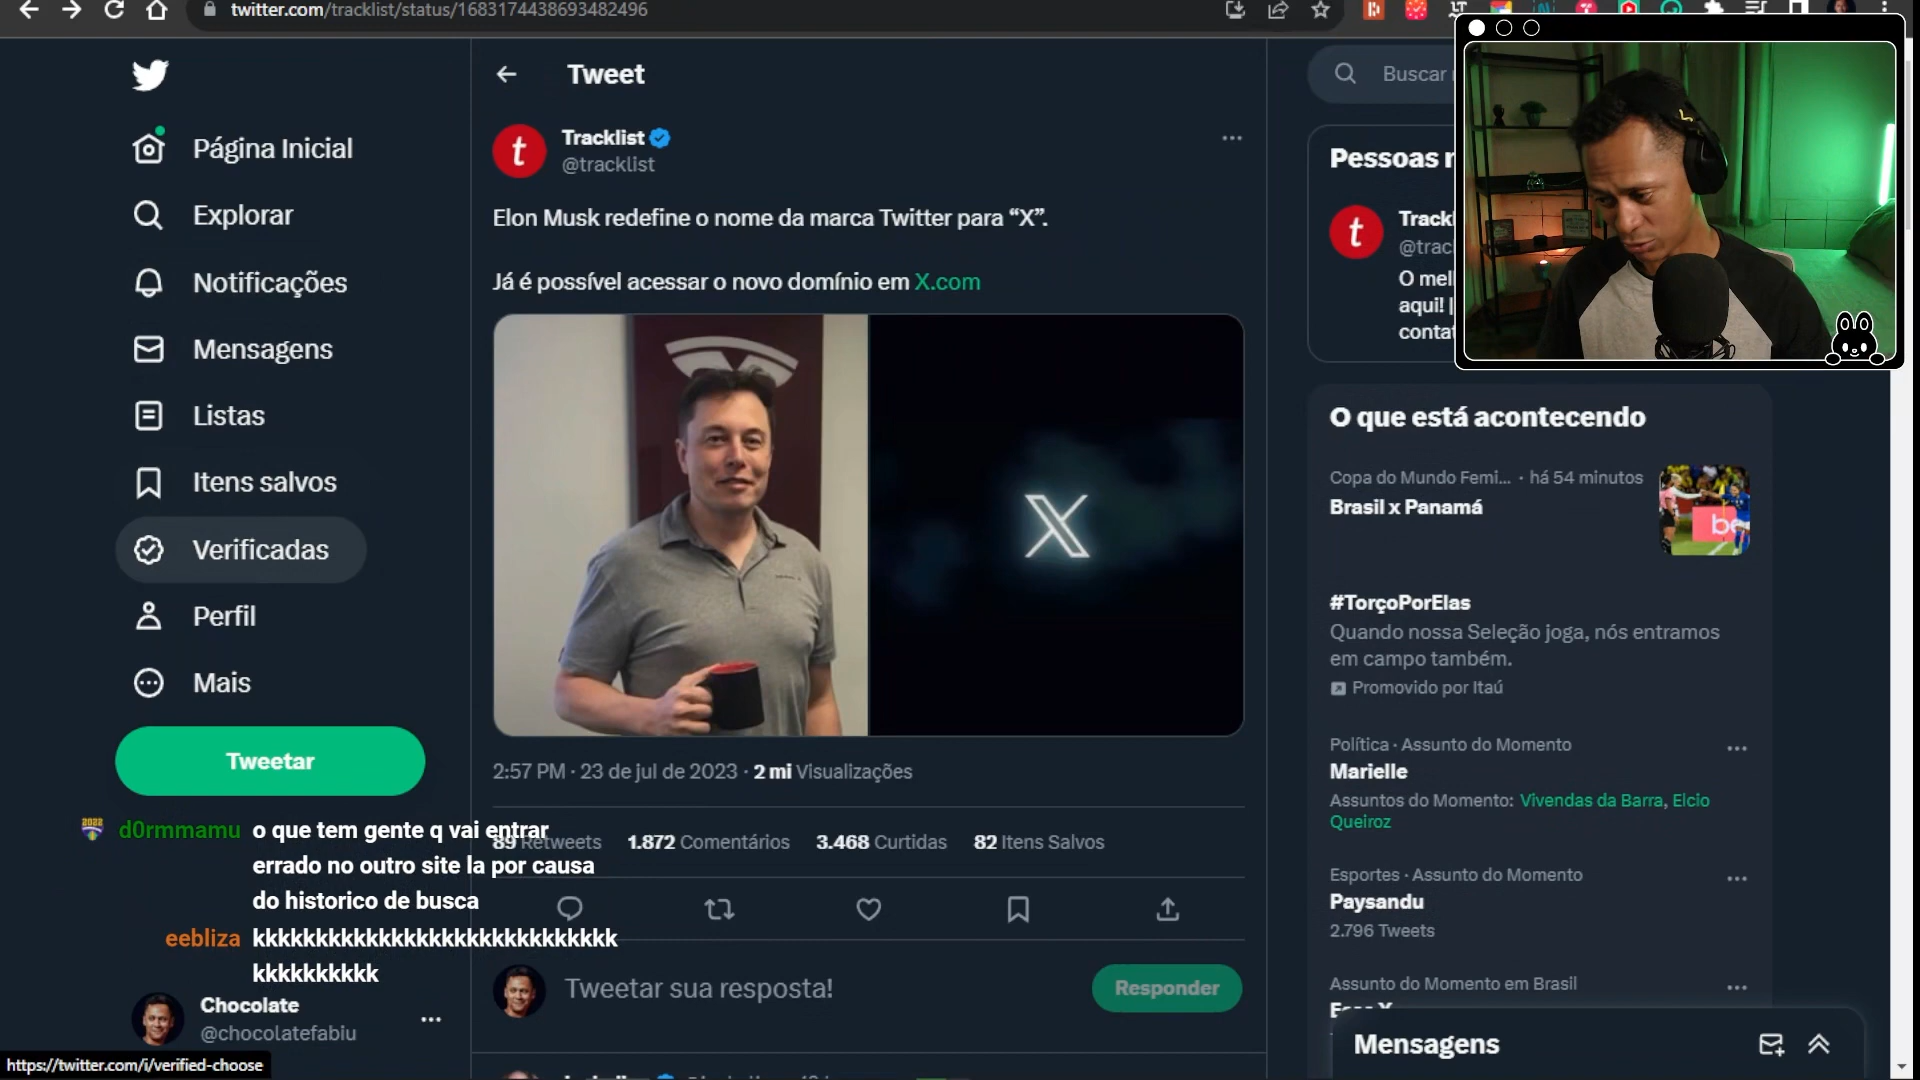 twitter.com/tracklist/status/1683174438693482496
Página Inicial
Explorar
Notificações
Mensagens
Listas
Itens salvos
Verificadas
Perfil
Mais
Tweetar
d0rmmamu o que tem gente q vai entrar
errado no outro site la por causa
do historico de busca
eebliza kkkkkkkkkkkkkkkkkkkkkkkkkkkkk
kkkkkkkkkk
Chocolate
@chocolatefabiu
https://twitter.com/i/verified-choose
Tweet
Tracklist
@tracklist
Elon Musk redefine o nome da marca Twitter para “X”.
Já é possível acessar o novo domínio em X.com
2:57 PM · 23 de jul de 2023 · 2 mi Visualizações
89 Retweets 1.872 Comentários 3.468 Curtidas 82 Itens Salvos
Tweetar sua resposta!
Responder
Buscar
Pessoas
@trac
O mel
aqui! |
contat
O que está acontecendo
Copa do Mundo Femi... · há 54 minutos
Brasil x Panamá
#TorçoPorElas
Quando nossa Seleção joga, nós entramos
em campo também.
Promovido por Itaú
Política · Assunto do Momento
Marielle
Assuntos do Momento: Vivendas da Barra, Elcio
Queiroz
Esportes · Assunto do Momento
Paysandu
2.796 Tweets
Assunto do Momento em Brasil
Mensagens